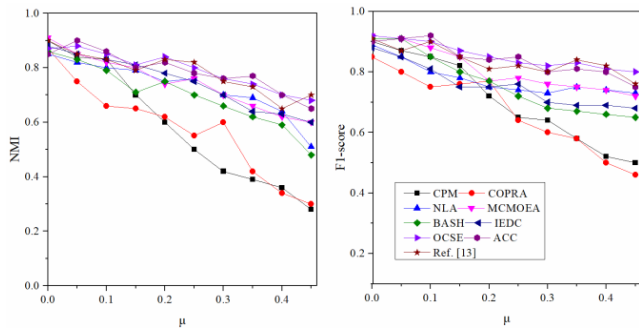 1.0
0.8
0.6
0.4
0.2
0.0
NMI
0.0 0.1 0.2 0.3 0.4
μ
1.0
0.8
0.6
0.4
0.2
F1-score
0.0 0.1 0.2 0.3 0.4
μ
CPM COPRA
NLA MCMOEA
BASH IEDC
OCSE ACC
Ref. [13]